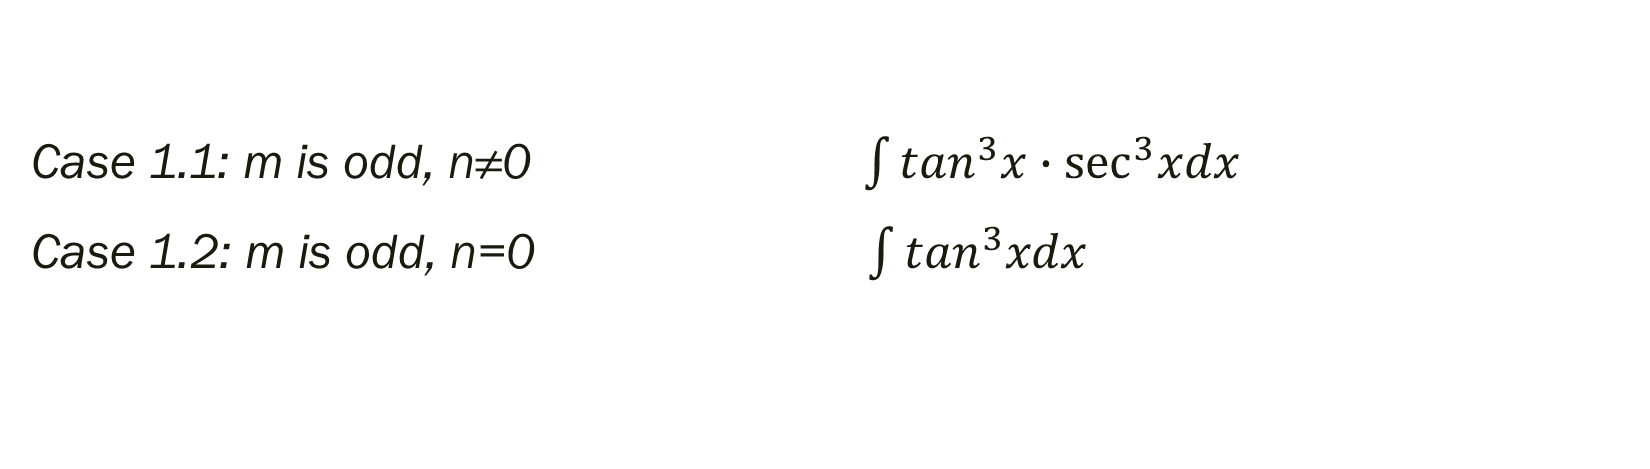 Case 1.1: m is odd, n≠0 ∫ tan³x · sec³xdx
Case 1.2: m is odd, n=0 ∫ tan³xdx